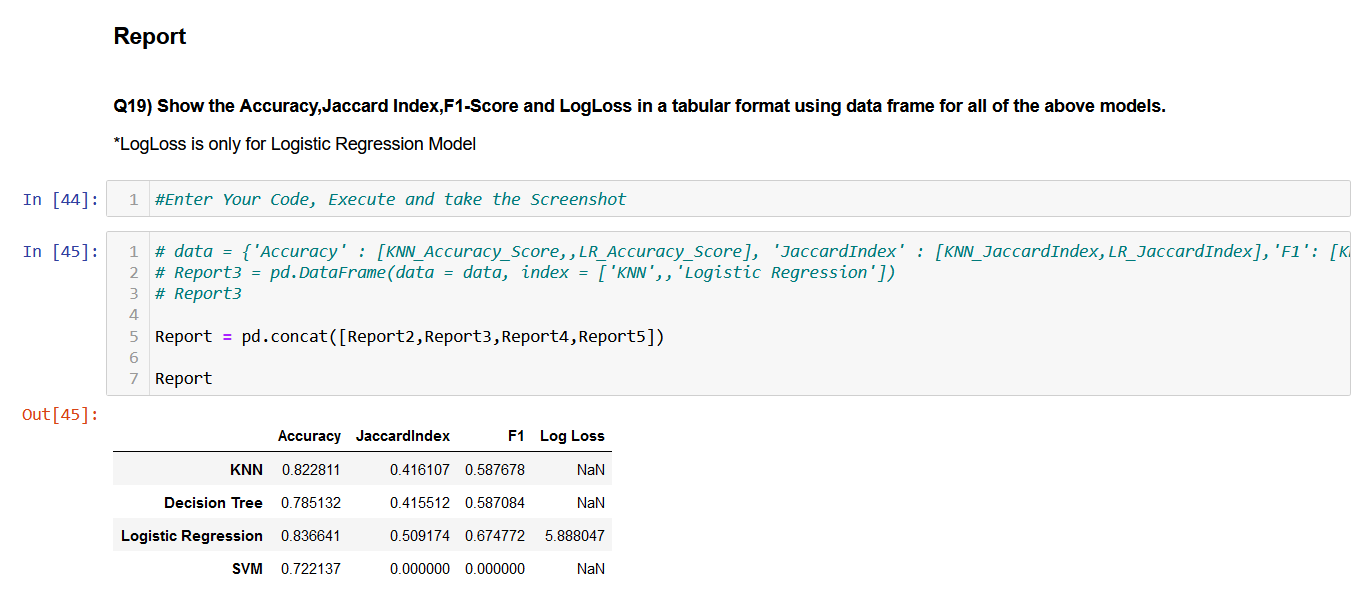 Report
Q19) Show the Accuracy,Jaccard Index,F1-Score and LogLoss in a tabular format using data frame for all of the above models.
*LogLoss is only for Logistic Regression Model
In [44]: 1 #Enter Your Code, Execute and take the Screenshot
In [45]: 1 # data = {'Accuracy' : [KNN_Accuracy_Score,,LR_Accuracy_Score], 'JaccardIndex' : [KNN_JaccardIndex,LR_JaccardIndex],'F1': [K
2 # Report3 = pd.DataFrame(data = data, index = ['KNN',,'Logistic Regression'])
3 # Report3
4
5 Report = pd.concat([Report2,Report3,Report4,Report5])
6
7 Report
Out[45]:
Accuracy JaccardIndex F1 Log Loss
KNN 0.822811 0.416107 0.587678 NaN
Decision Tree 0.785132 0.415512 0.587084 NaN
Logistic Regression 0.836641 0.509174 0.674772 5.888047
SVM 0.722137 0.000000 0.000000 NaN